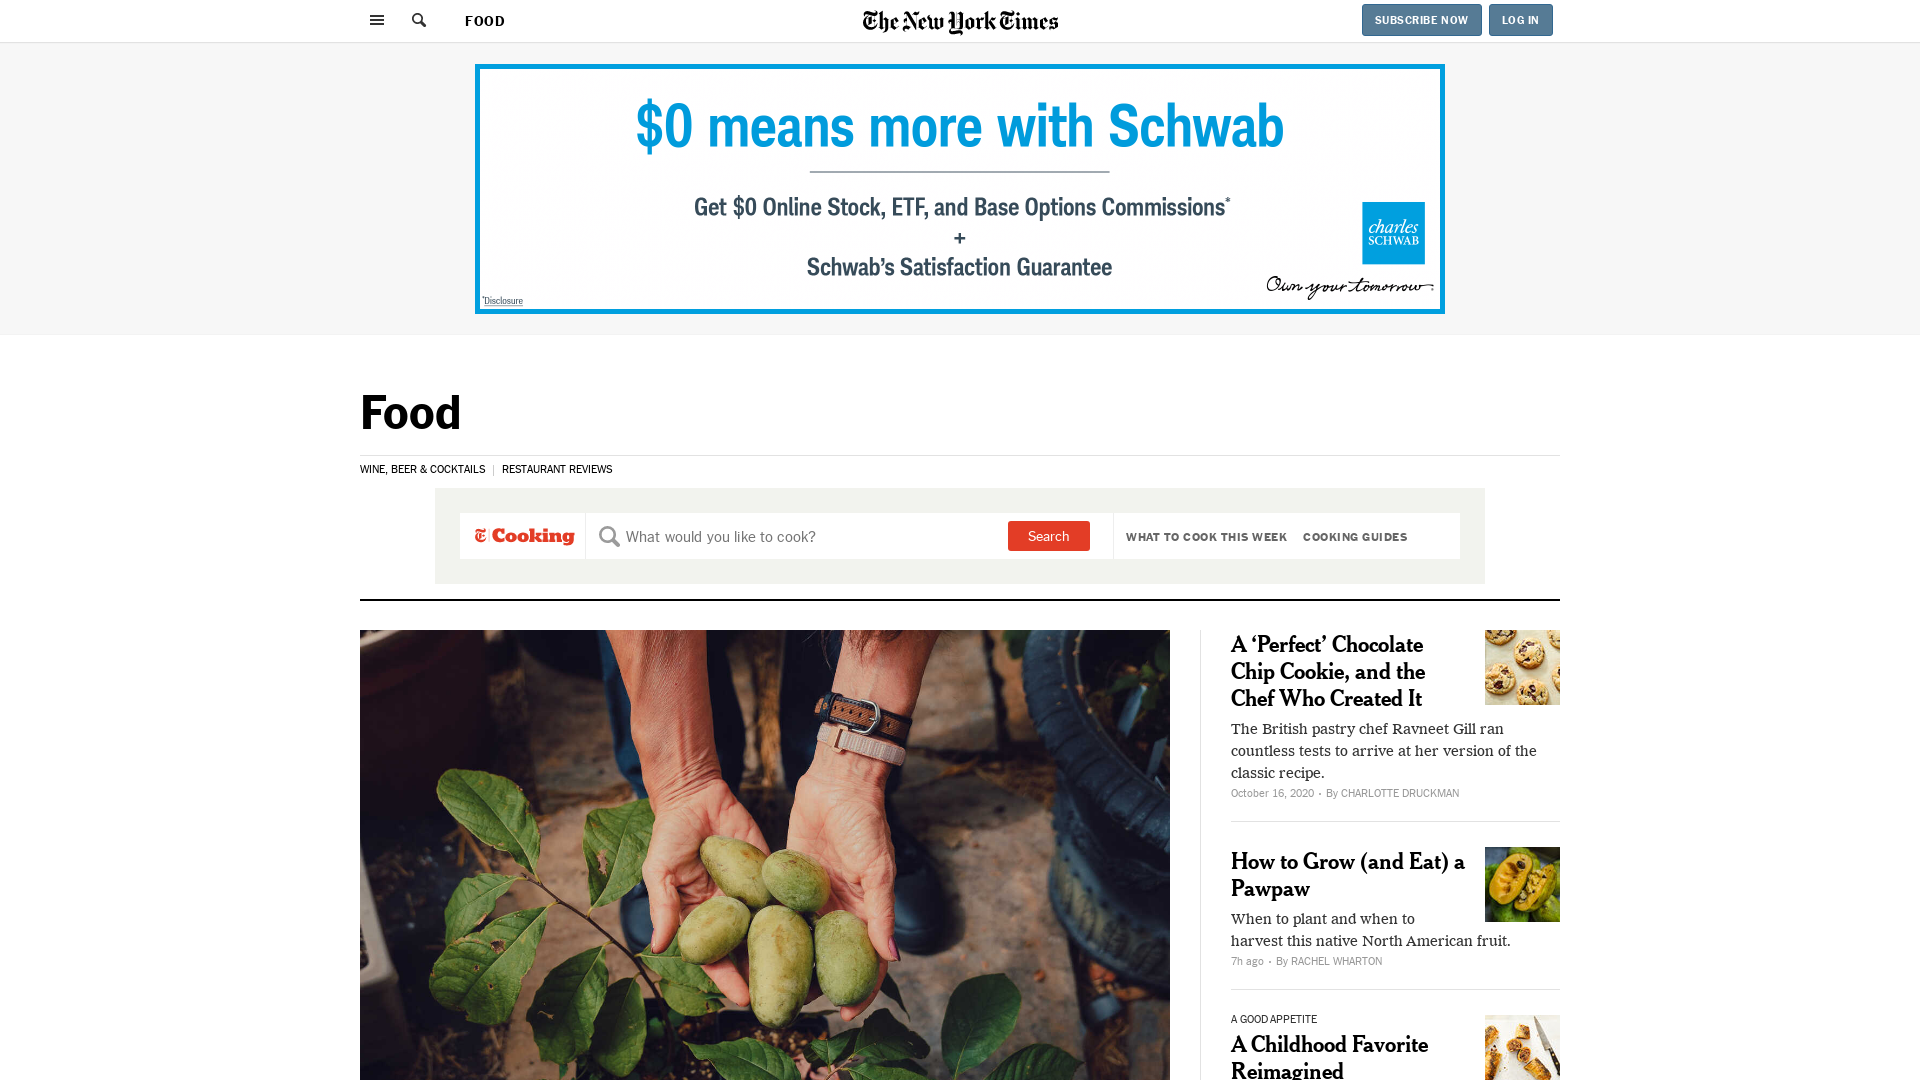 FOOD
The New York Times
SUBSCRIBE NOW
LOG IN
$0 means more with Schwab
Get $0 Online Stock, ETF, and Base Options Commissions*
+
Schwab's Satisfaction Guarantee
charles
SCHWAB
Own your tomorrow
*Disclosure
Food
WINE, BEER & COCKTAILS | RESTAURANT REVIEWS
T Cooking
What would you like to cook?
Search
WHAT TO COOK THIS WEEK
COOKING GUIDES
A ‘Perfect’ Chocolate
Chip Cookie, and the
Chef Who Created It
The British pastry chef Ravneet Gill ran
countless tests to arrive at her version of the
classic recipe.
October 16, 2020 • By CHARLOTTE DRUCKMAN
How to Grow (and Eat) a
Pawpaw
When to plant and when to
harvest this native North American fruit.
7h ago • By RACHEL WHARTON
A GOOD APPETITE
A Childhood Favorite
Reimagined